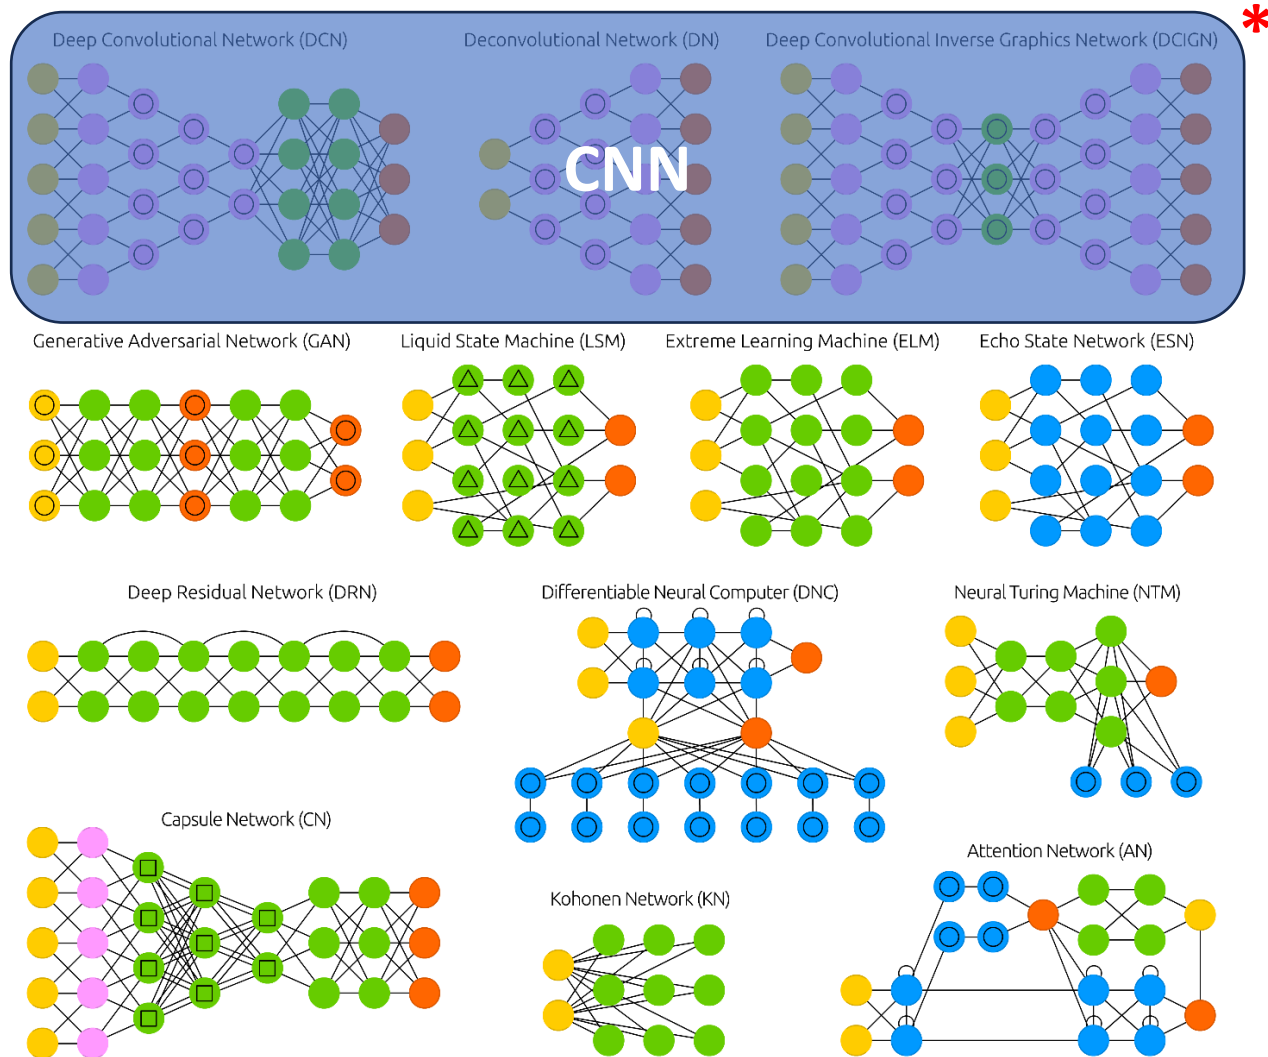 *
Deep Convolutional Network (DCN)
Deconvolutional Network (DN)
Deep Convolutional Inverse Graphics Network (DCIGN)
CNN
Generative Adversarial Network (GAN)
Liquid State Machine (LSM)
Extreme Learning Machine (ELM)
Echo State Network (ESN)
Deep Residual Network (DRN)
Differentiable Neural Computer (DNC)
Neural Turing Machine (NTM)
Capsule Network (CN)
Attention Network (AN)
Kohonen Network (KN)